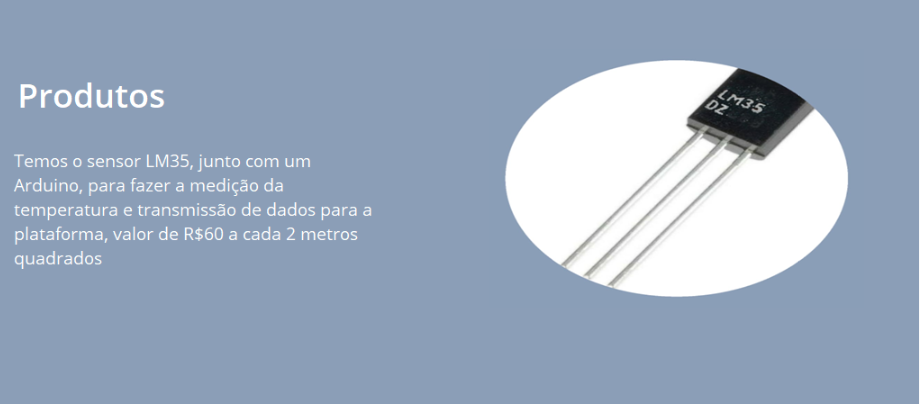 Produtos
Temos o sensor LM35, junto com um
Arduino, para fazer a medição da
temperatura e transmissão de dados para a
plataforma, valor de R$60 a cada 2 metros
quadrados
LM35
DZ